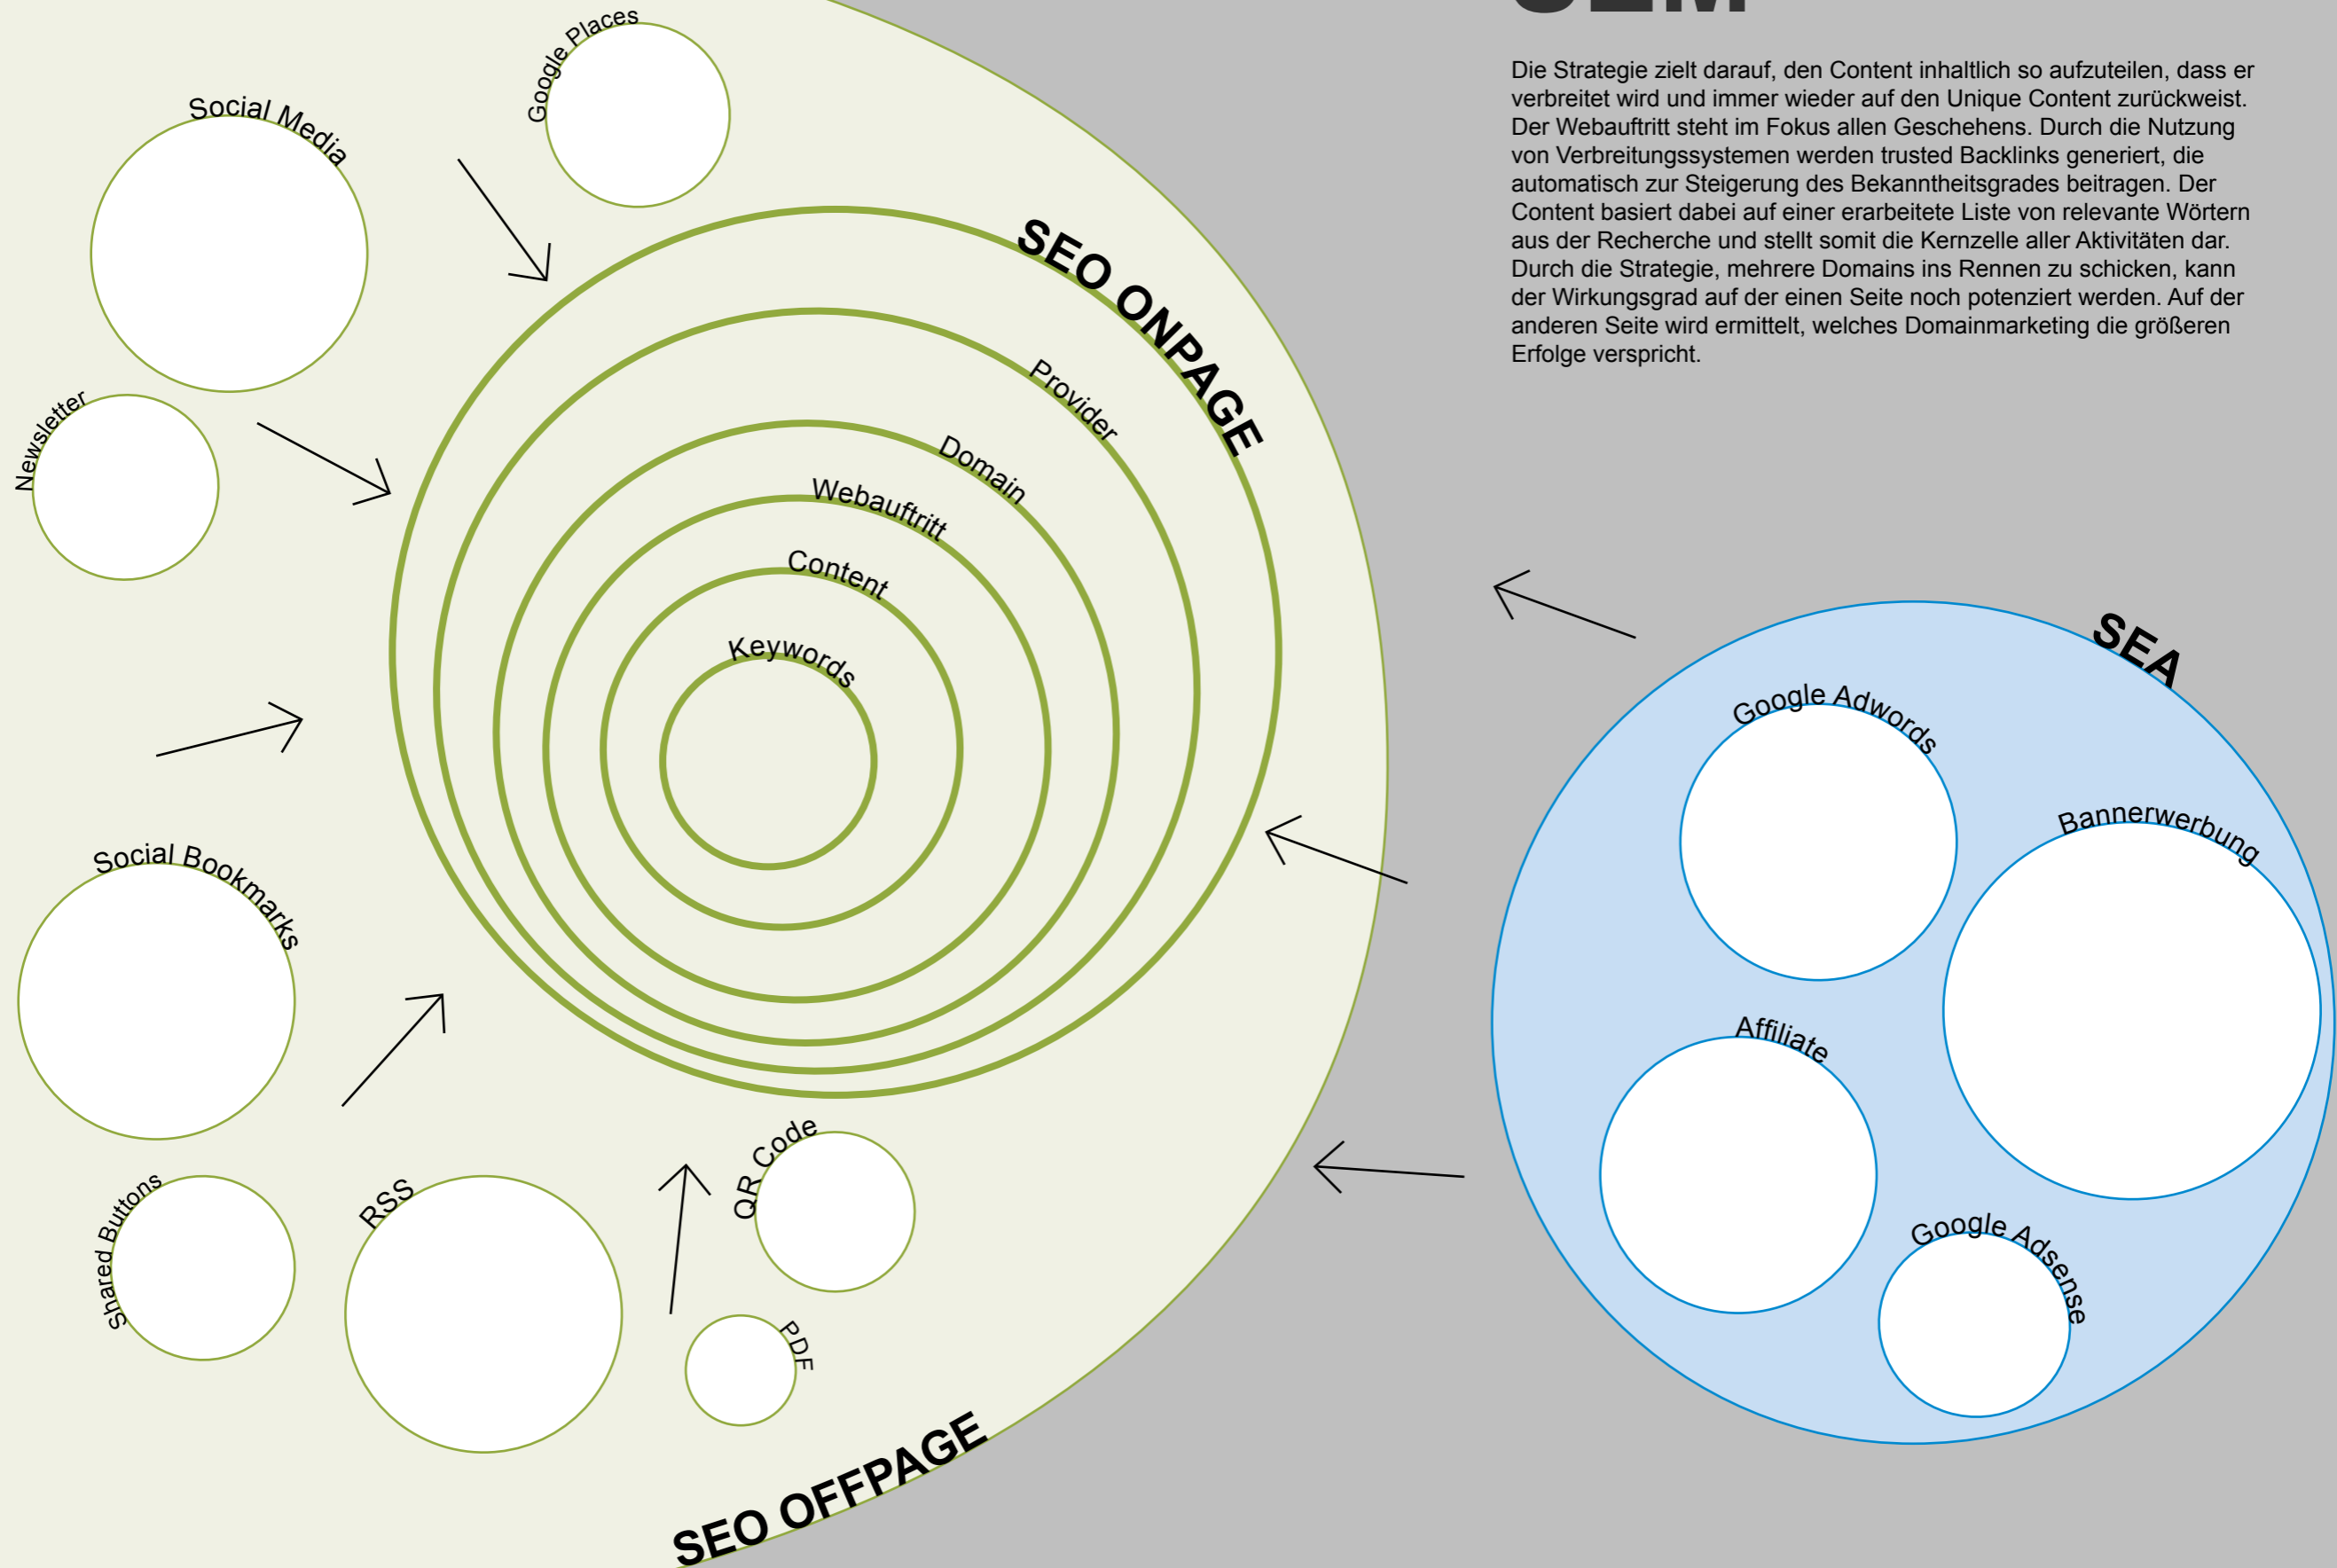 SEM
Die Strategie zielt darauf, den Content inhaltlich so aufzuteilen, dass er
verbreitet wird und immer wieder auf den Unique Content zurückweist.
Der Webauftritt steht im Fokus allen Geschehens. Durch die Nutzung
von Verbreitungssystemen werden trusted Backlinks generiert, die
automatisch zur Steigerung des Bekanntheitsgrades beitragen. Der
Content basiert dabei auf einer erarbeitete Liste von relevante Wörtern
aus der Recherche und stellt somit die Kernzelle aller Aktivitäten dar.
Durch die Strategie, mehrere Domains ins Rennen zu schicken, kann
der Wirkungsgrad auf der einen Seite noch potenziert werden. Auf der
anderen Seite wird ermittelt, welches Domainmarketing die größeren
Erfolge verspricht.
Google Places
Social Media
Newsletter
SEO ONPAGE
Provider
Domain
Webauftritt
Content
Keywords
Social Bookmarks
Shared Buttons
RSS
QR Code
PDF
SEO OFFPAGE
SEA
Google Adwords
Bannerwerbung
Affiliate
Google Adsense